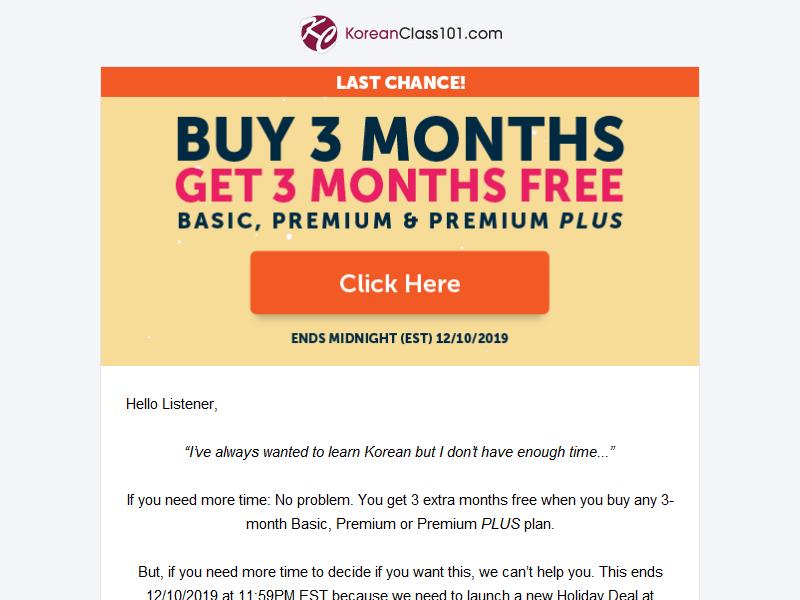 KoreanClass101.com
LAST CHANCE!
BUY 3 MONTHS
GET 3 MONTHS FREE
BASIC, PREMIUM & PREMIUM PLUS
Click Here
ENDS MIDNIGHT (EST) 12/10/2019
Hello Listener,
“I’ve always wanted to learn Korean but I don’t have enough time...”
If you need more time: No problem. You get 3 extra months free when you buy any 3-
month Basic, Premium or Premium PLUS plan.
But, if you need more time to decide if you want this, we can’t help you. This ends
12/10/2019 at 11:59PM EST because we need to launch a new Holiday Deal at